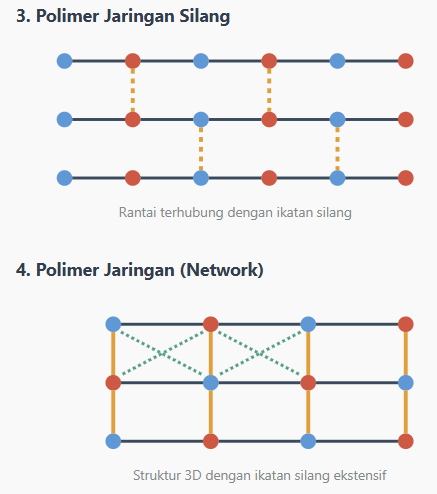 3. Polimer Jaringan Silang
Rantai terhubung dengan ikatan silang
4. Polimer Jaringan (Network)
Struktur 3D dengan ikatan silang ekstensif